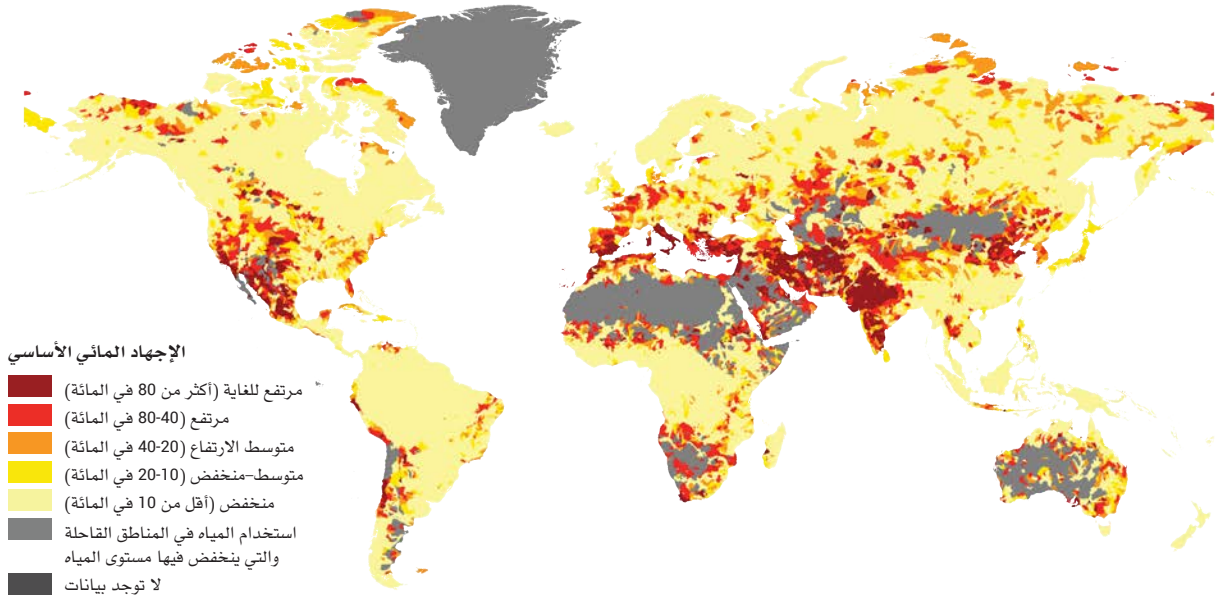 الإجهاد المائي الأساسي
مرتفع للغاية (أكثر من 80 في المائة)
مرتفع (40-80 في المائة)
متوسط الارتفاع (20-40 في المائة)
متوسط–منخفض (10-20 في المائة)
منخفض (أقل من 10 في المائة)
استخدام المياه في المناطق القاحلة
والتي ينخفض فيها مستوى المياه
لا توجد بيانات